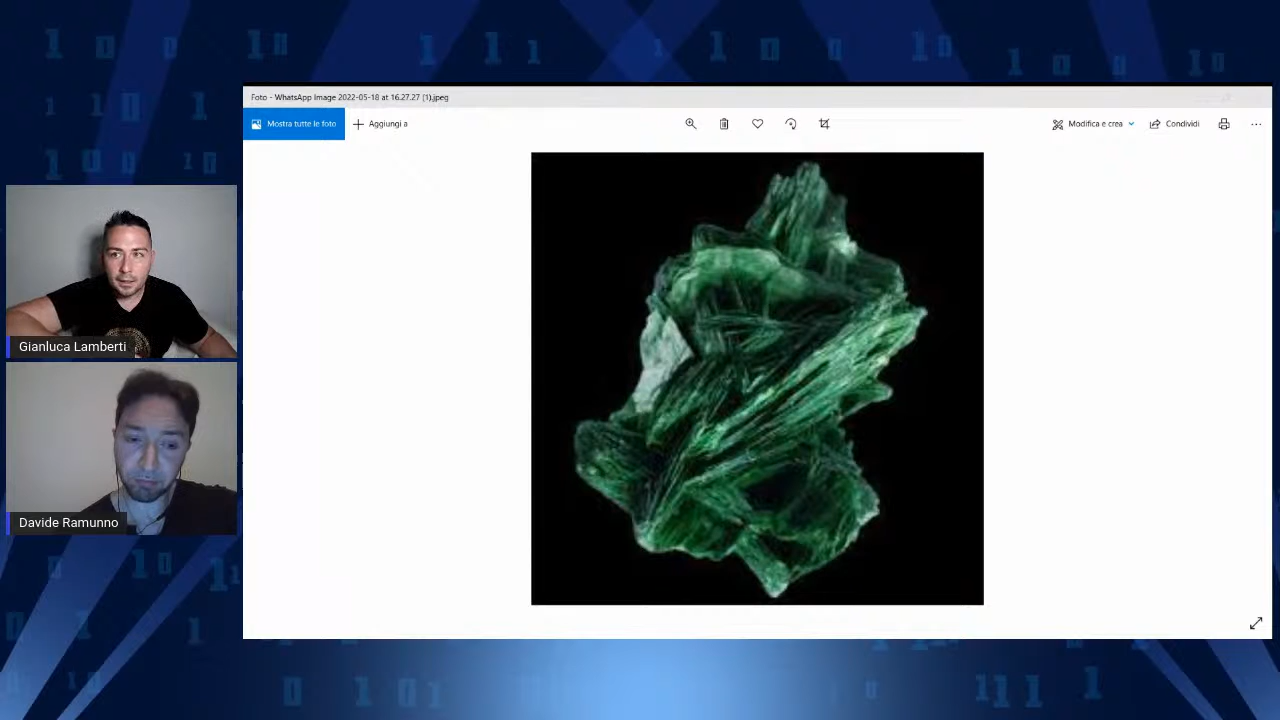 Foto - WhatsApp Image 2022-05-18 at 16.27.27 (1).jpeg
Mostra tutte le foto
Aggiungi a
Modifica e crea
Condividi
Gianluca Lamberti
Davide Ramunno